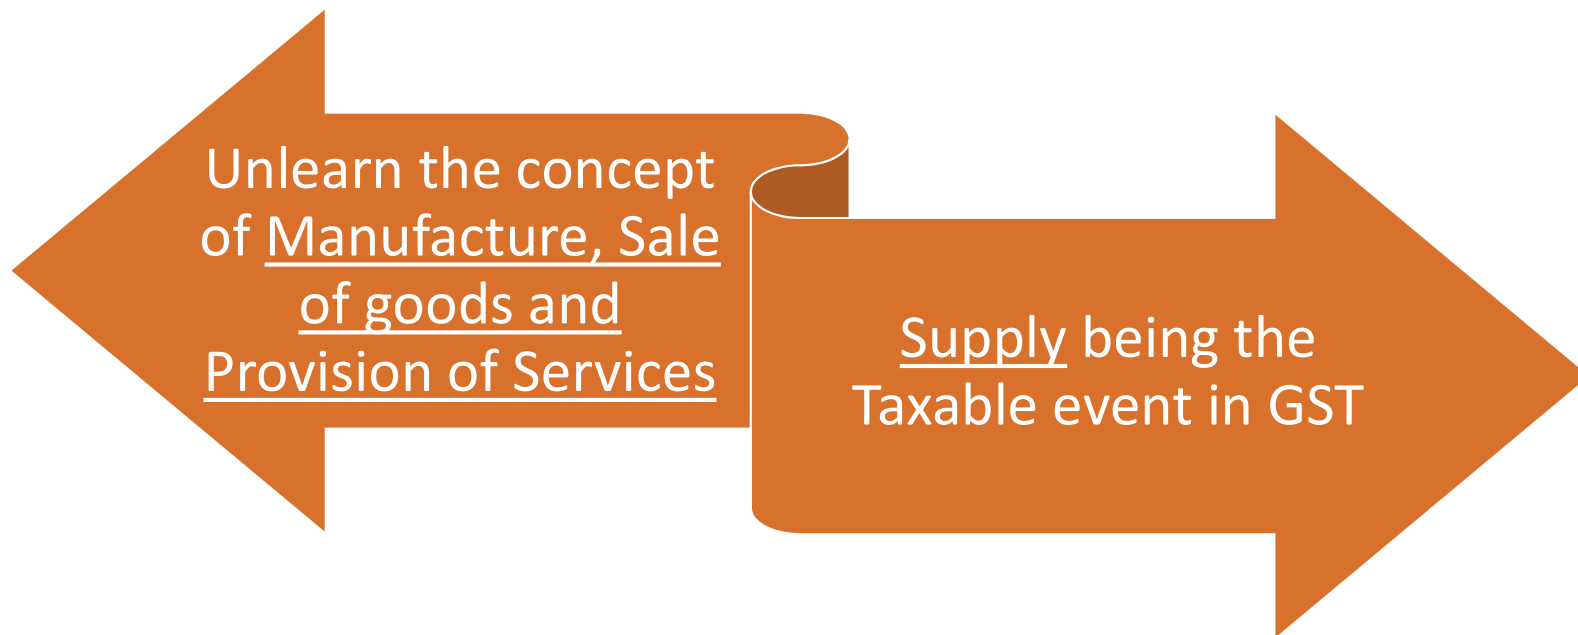 Unlearn the concept
of Manufacture, Sale
of goods and
Provision of Services
Supply being the
Taxable event in GST